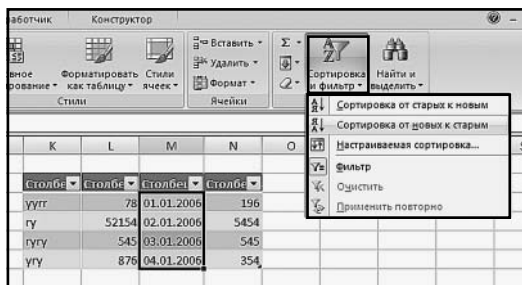 аботчик Конструктор
вное Форматировать Стили
рование как таблицу ячеек
Стили
Вставить
Удалить
Формат
Ячейки
Σ
Сортировка и фильтр
Найти и выделить
Сортировка от старых к новым
Сортировка от новых к старым
Настраиваемая сортировка...
Фильтр
Очистить
Применить повторно
K L M N O
Столбе Столбе Столбец Столбе
уугг 78 01.01.2006 196
гу 52154 02.01.2006 5454
гугу 545 03.01.2006 545
угу 876 04.01.2006 354